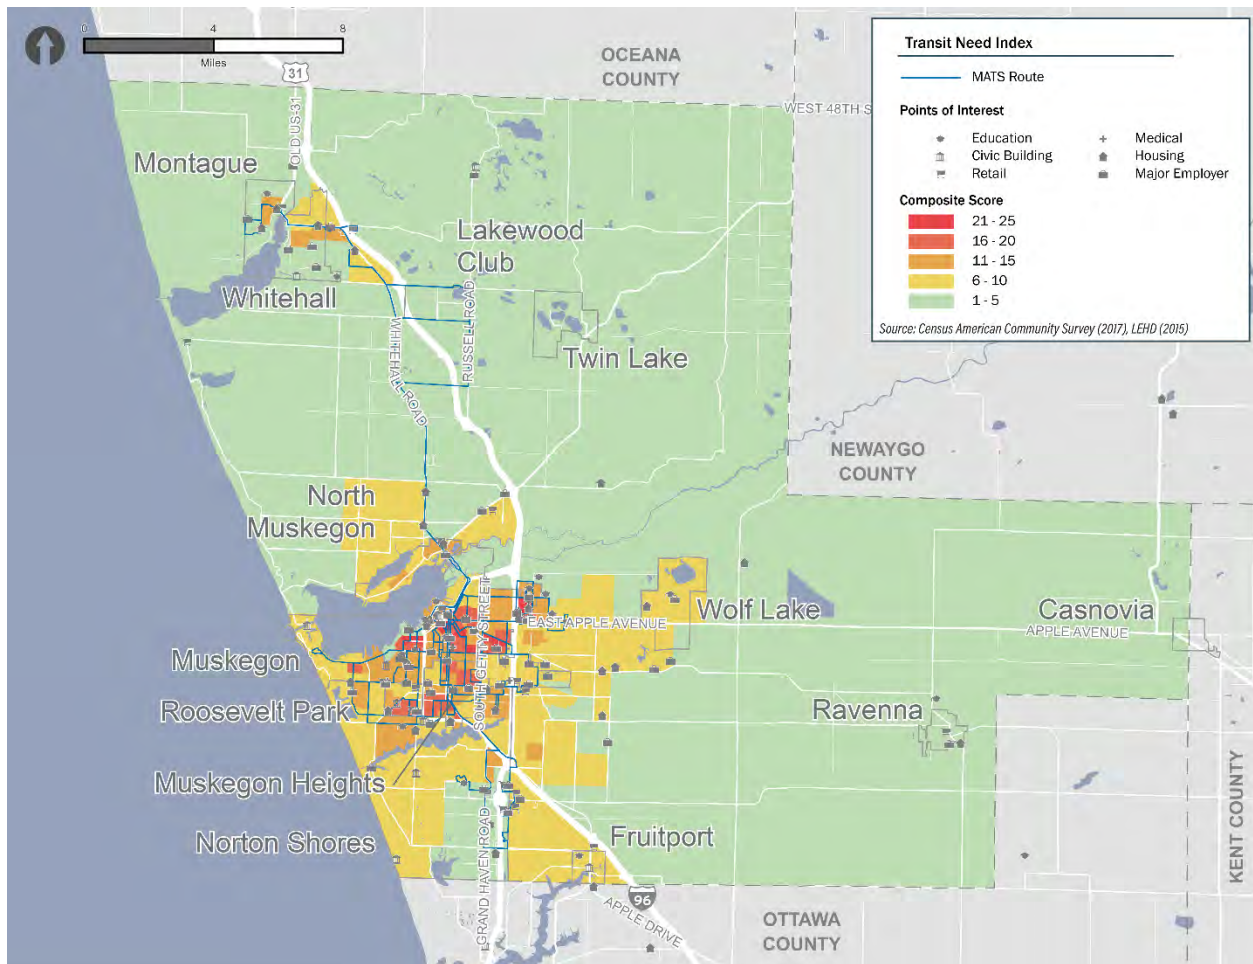 0 4 8
Miles
31
OCEANA
COUNTY
WEST 48TH S
Transit Need Index
MATS Route
Points of Interest
Education
Medical
Civic Building
Housing
Retail
Major Employer
Composite Score
21 - 25
16 - 20
11 - 15
6 - 10
1 - 5
Source: Census American Community Survey (2017), LEHD (2015)
OLD US-31
Montague
Lakewood
Club
Whitehall
RUSSELL ROAD
WHITEHALL ROAD
Twin Lake
NEWAYGO
COUNTY
North
Muskegon
SOUTH GETTY STREET
Wolf Lake
Casnovia
EAST APPLE AVENUE
APPLE AVENUE
Muskegon
Roosevelt Park
Ravenna
Muskegon Heights
Norton Shores
GRAND HAVEN ROAD
Fruitport
KENT COUNTY
96
APPLE DRIVE
OTTAWA
COUNTY